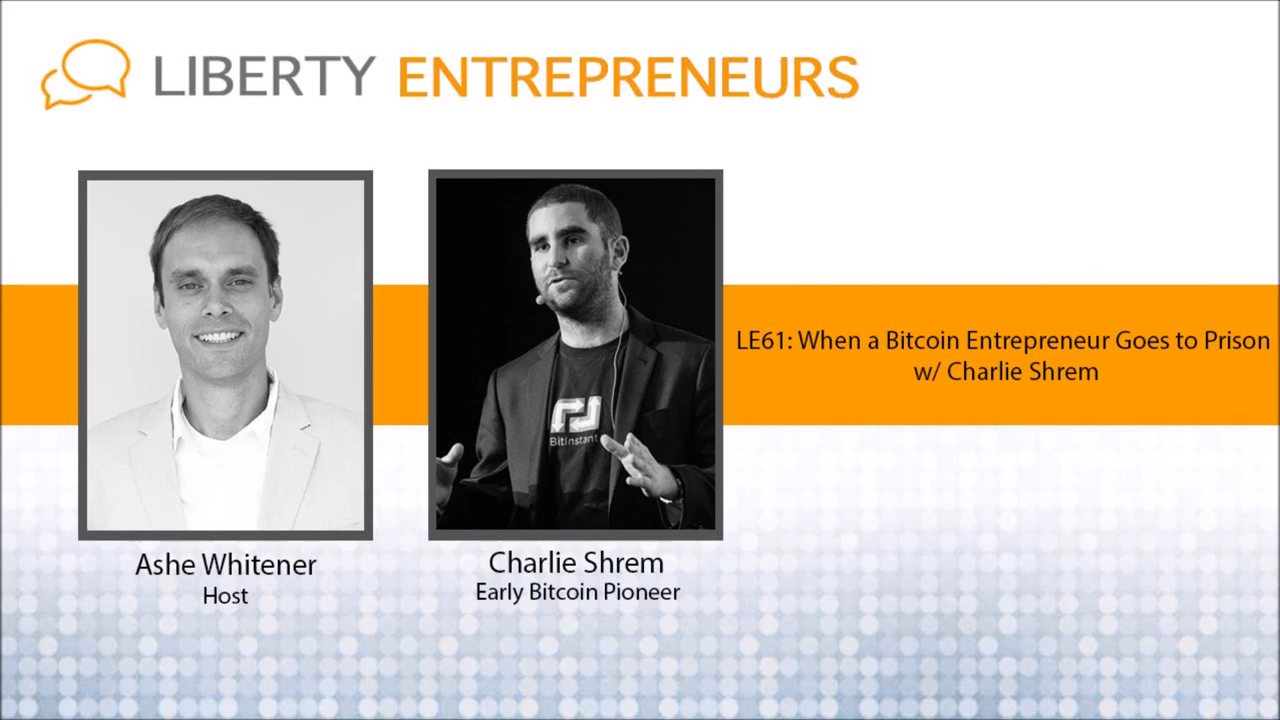 LIBERTY ENTREPRENEURS
BitInstant
LE61: When a Bitcoin Entrepreneur Goes to Prison
w/ Charlie Shrem
Ashe Whitener
Host
Charlie Shrem
Early Bitcoin Pioneer